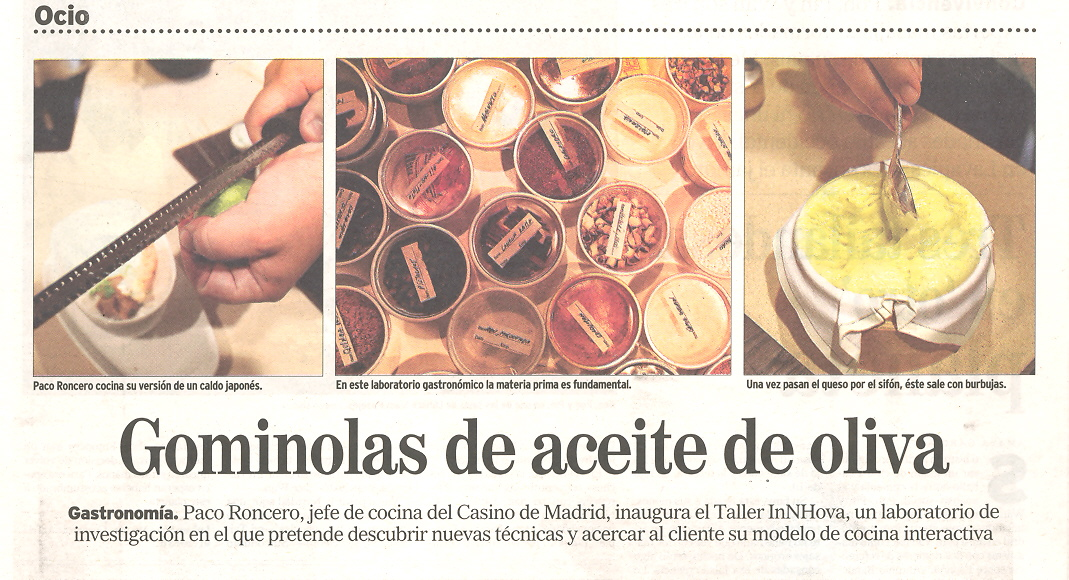 Ocio
Paco Roncero cocina su versión de un caldo japonés.
En este laboratorio gastronómico la materia prima es fundamental.
Una vez pasan el queso por el sifón, éste sale con burbujas.
Gominolas de aceite de oliva
Gastronomía. Paco Roncero, jefe de cocina del Casino de Madrid, inaugura el Taller InNHova, un laboratorio de
investigación en el que pretende descubrir nuevas técnicas y acercar al cliente su modelo de cocina interactiva